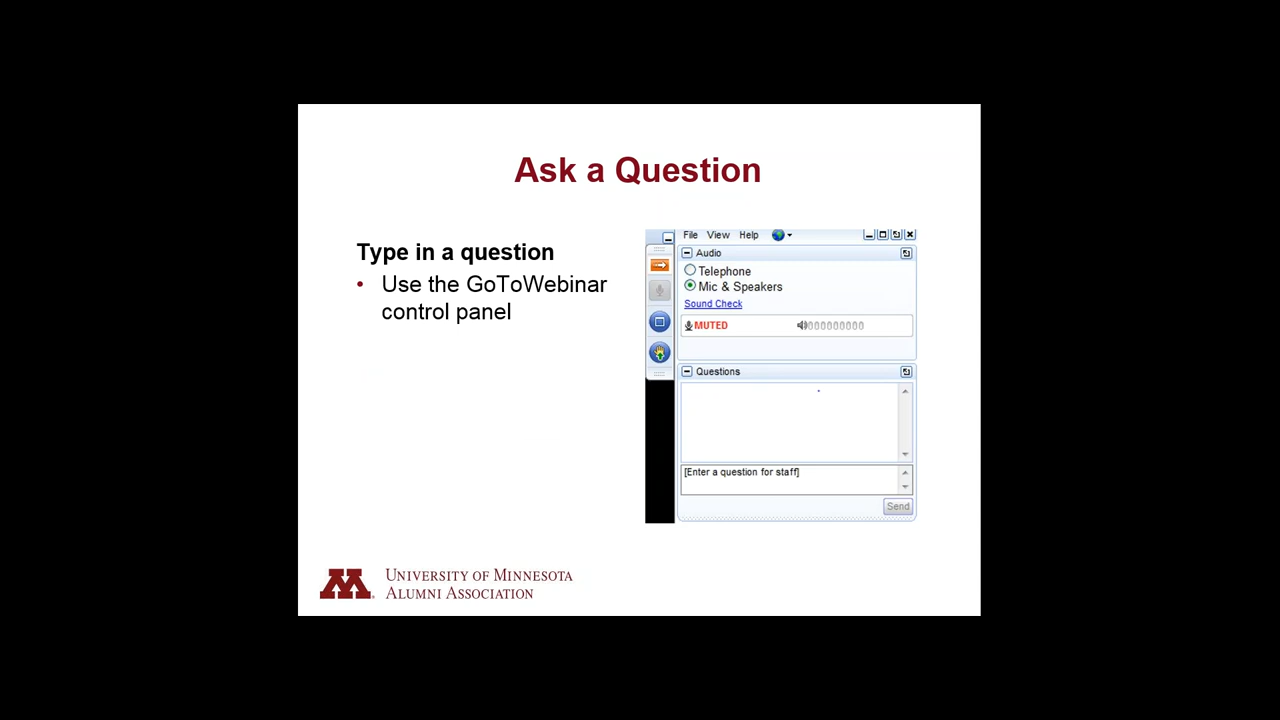 Ask a Question
Type in a question
• Use the GoToWebinar
control panel
File View Help
Audio
Telephone
Mic & Speakers
Sound Check
MUTED 000000000
Questions
[Enter a question for staff]
Send
M
UNIVERSITY OF MINNESOTA
ALUMNI ASSOCIATION